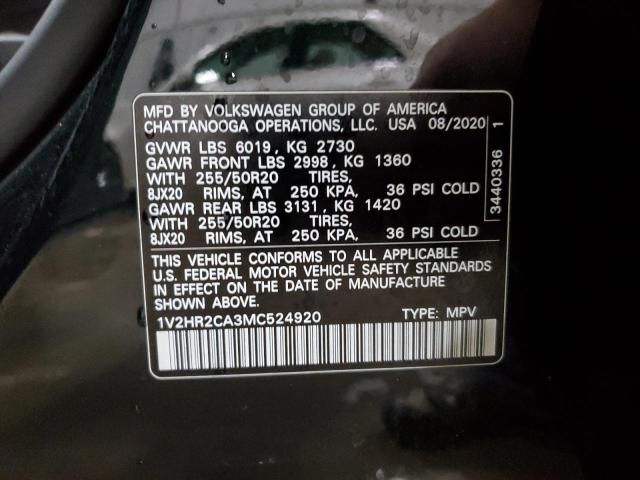 MFD BY VOLKSWAGEN GROUP OF AMERICA
CHATTANOOGA OPERATIONS, LLC. USA 08/2020
GVWR LBS 6019, KG 2730
GAWR FRONT LBS 2998, KG 1360
WITH 255/50R20 TIRES,
8JX20 RIMS, AT 250 KPA, 36 PSI COLD
GAWR REAR LBS 3131, KG 1420
WITH 255/50R20 TIRES,
8JX20 RIMS, AT 250 KPA, 36 PSI COLD
THIS VEHICLE CONFORMS TO ALL APPLICABLE
U.S. FEDERAL MOTOR VEHICLE SAFETY STANDARDS
IN EFFECT ON THE DATE OF MANUFACTURE
SHOWN ABOVE.
1V2HR2CA3MC524920 TYPE: MPV
3440336 1